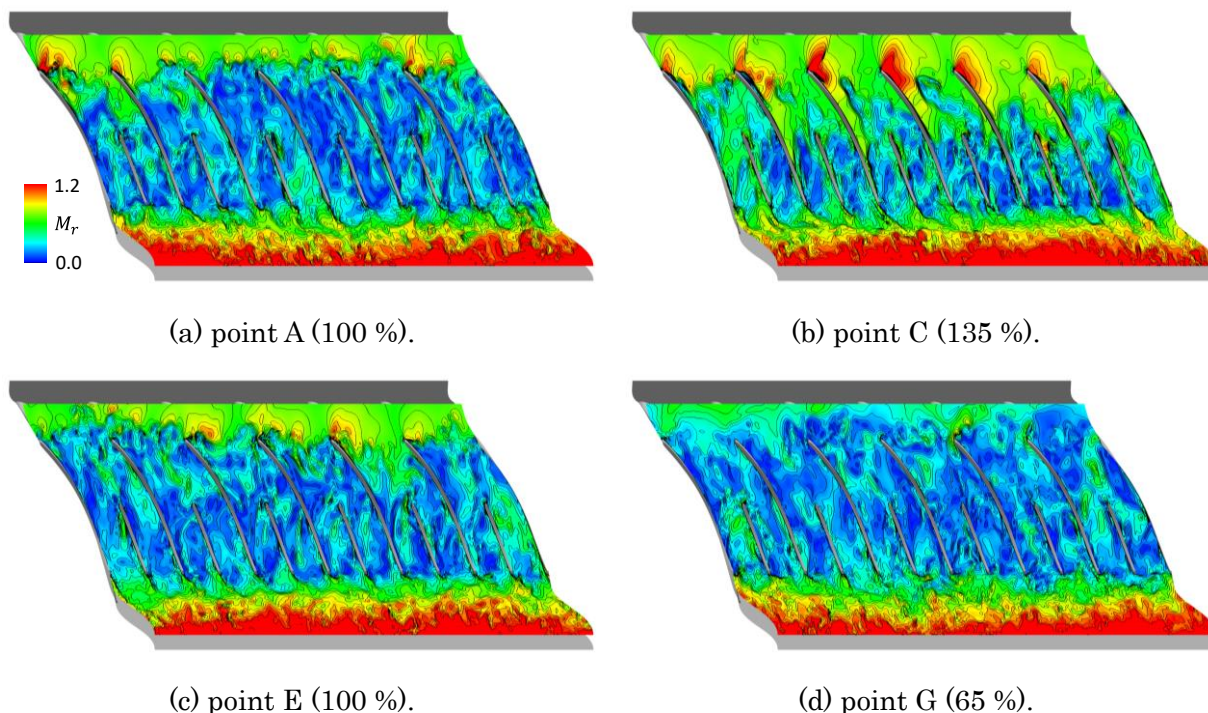 1.2
M_r
0.0
(a) point A (100 %).
(b) point C (135 %).
(c) point E (100 %).
(d) point G (65 %).